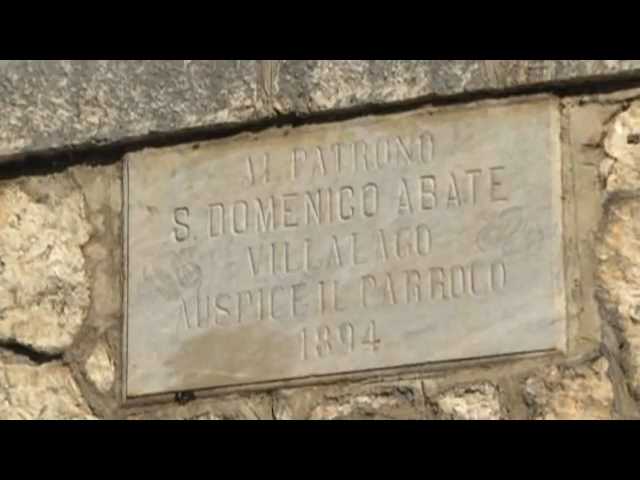 AL PATRONO
S. DOMENICO ABATE
VILLALAGO
AUSPICE IL PARROCO
1894